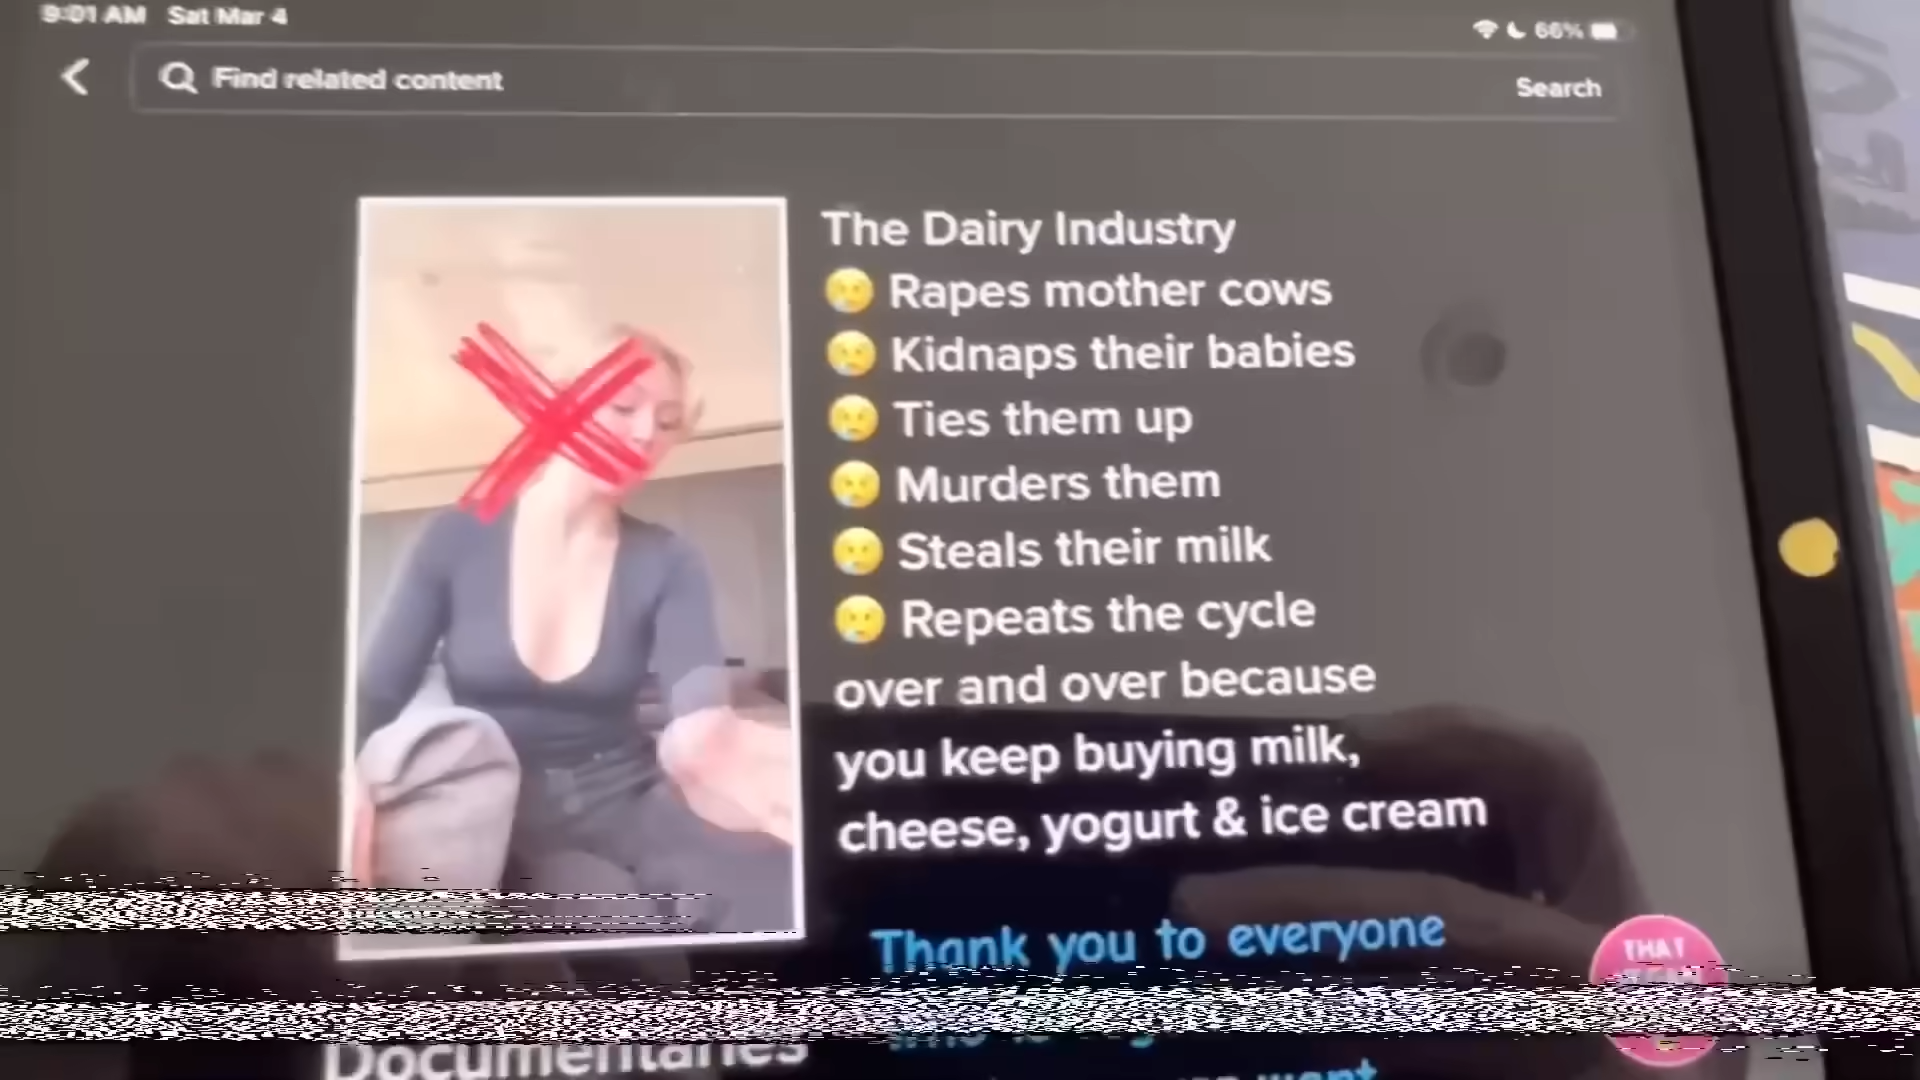 9:01 AM Sat Mar 4
66%
Find related content
Search
The Dairy Industry
😢 Rapes mother cows
😢 Kidnaps their babies
😢 Ties them up
😢 Murders them
😢 Steals their milk
😢 Repeats the cycle
over and over because
you keep buying milk,
cheese, yogurt & ice cream
Thank you to everyone
THAT
Documentaries
want